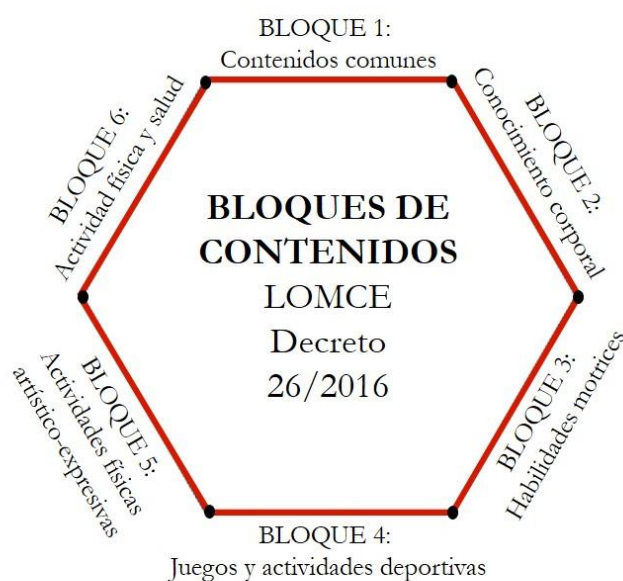 BLOQUE 1:
Contenidos comunes
BLOQUE 2:
Conocimiento corporal
BLOQUE 3:
Habilidades motrices
BLOQUE 4:
Juegos y actividades deportivas
BLOQUE 5:
Actividades físicas
artístico-expresivas
BLOQUE 6:
Actividad física y salud
BLOQUES DE
CONTENIDOS
LOMCE
Decreto
26/2016